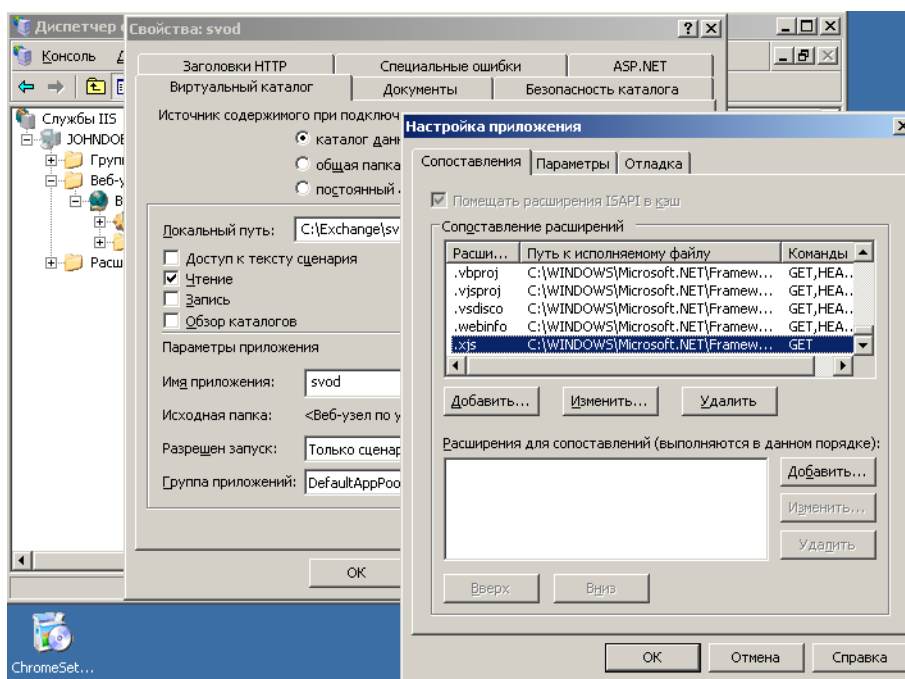 Диспетчер
Свойства: svod
Консоль
Заголовки HTTP
Специальные ошибки
ASP.NET
Виртуальный каталог
Документы
Безопасность каталога
Службы IIS
Источник содержимого при подключ
каталог данн
общая папка
постоянный
Локальный путь:
C:\Exchange\sv
Доступ к тексту сценария
Чтение
Запись
Обзор каталогов
Параметры приложения
Имя приложения:
svod
Исходная папка:
<Веб-узел по у
Разрешен запуск:
Только сценар
Группа приложений:
DefaultAppPoo
OK
Настройка приложения
Сопоставления
Параметры
Отладка
Помещать расширения ISAPI в кэш
Сопоставление расширений
Расши... Путь к исполняемому файлу Команды
.vbproj C:\WINDOWS\Microsoft.NET\Framew... GET,HEA..
.vjsproj C:\WINDOWS\Microsoft.NET\Framew... GET,HEA..
.vsdisco C:\WINDOWS\Microsoft.NET\Framew... GET,HEA..
.webinfo C:\WINDOWS\Microsoft.NET\Framew... GET,HEA..
.xjs C:\WINDOWS\Microsoft.NET\Framew... GET
Добавить...
Изменить...
Удалить
Расширения для сопоставлений (выполняются в данном порядке):
Добавить...
Изменить...
Удалить
Вверх
Вниз
OK
Отмена
Справка
ChromeSet...